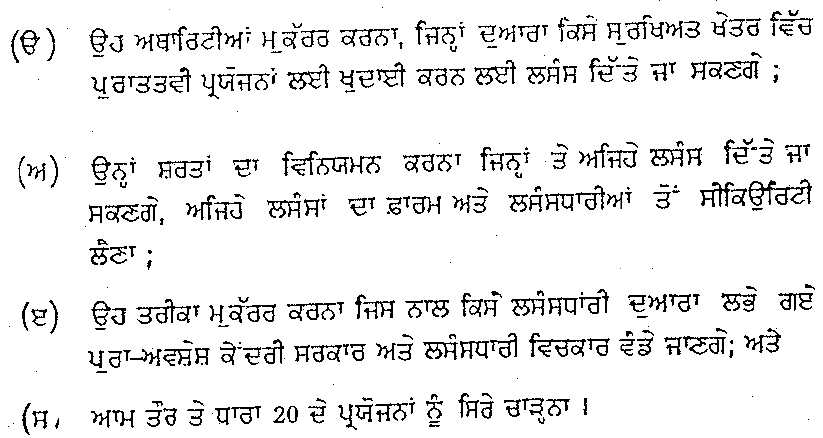 (ੳ) ਉਹ ਅਥਾਰਿਟੀਆਂ ਮੁਕੱਰਰ ਕਰਨਾ, ਜਿਨ੍ਹਾਂ ਦੁਆਰਾ ਕਿਸੇ ਸੁਰਖਿਅਤ ਖੇਤਰ ਵਿੱਚ
ਪੁਰਾਤਤਵੀ ਪ੍ਰਯੋਜਨਾਂ ਲਈ ਖੁਦਾਈ ਕਰਨ ਲਈ ਲਸੰਸ ਦਿੱਤੇ ਜਾ ਸਕਣਗੇ ;
(ਅ) ਉਨ੍ਹਾਂ ਸ਼ਰਤਾਂ ਦਾ ਵਿਨਿਯਮਨ ਕਰਨਾ ਜਿਨ੍ਹਾਂ ਤੇ ਅਜਿਹੇ ਲਸੰਸ ਦਿੱਤੇ ਜਾ
ਸਕਣਗੇ, ਅਜਿਹੇ ਲਸੰਸਾਂ ਦਾ ਫ਼ਾਰਮ ਅਤੇ ਲਸੰਸਧਾਰੀਆਂ ਤੋਂ ਸੀਕਿਉਰਿਟੀ
ਲੈਣਾ ;
(ੲ) ਉਹ ਤਰੀਕਾ ਮੁਕੱਰਰ ਕਰਨਾ ਜਿਸ ਨਾਲ ਕਿਸੇ ਲਸੰਸਧਾਰੀ ਦੁਆਰਾ ਲਭੇ ਗਏ
ਪੁਰਾ-ਅਵਸ਼ੇਸ਼ ਕੇਂਦਰੀ ਸਰਕਾਰ ਅਤੇ ਲਸੰਸਧਾਰੀ ਵਿਚਕਾਰ ਵੰਡੇ ਜਾਣਗੇ; ਅਤੇ
(ਸ) ਆਮ ਤੌਰ ਤੇ ਧਾਰਾ 20 ਦੇ ਪ੍ਰਯੋਜਨਾਂ ਨੂੰ ਸਿਰੇ ਚਾੜ੍ਹਨਾ ।